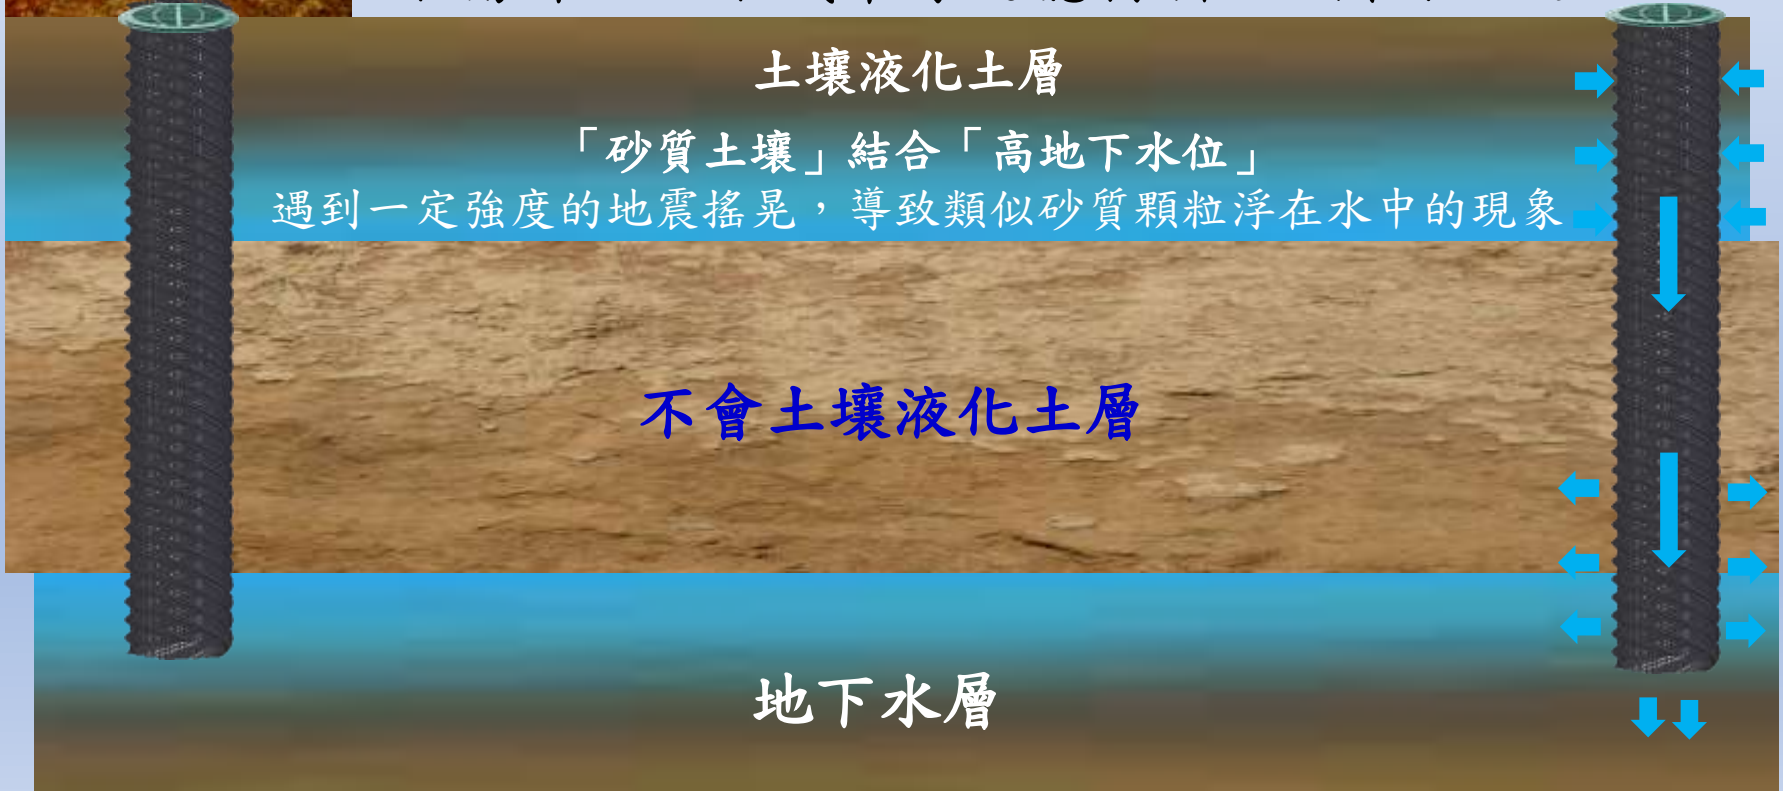 土壤液化土層
「砂質土壤」結合「高地下水位」
遇到一定強度的地震搖晃，導致類似砂質顆粒浮在水中的現象
不會土壤液化土層
地下水層